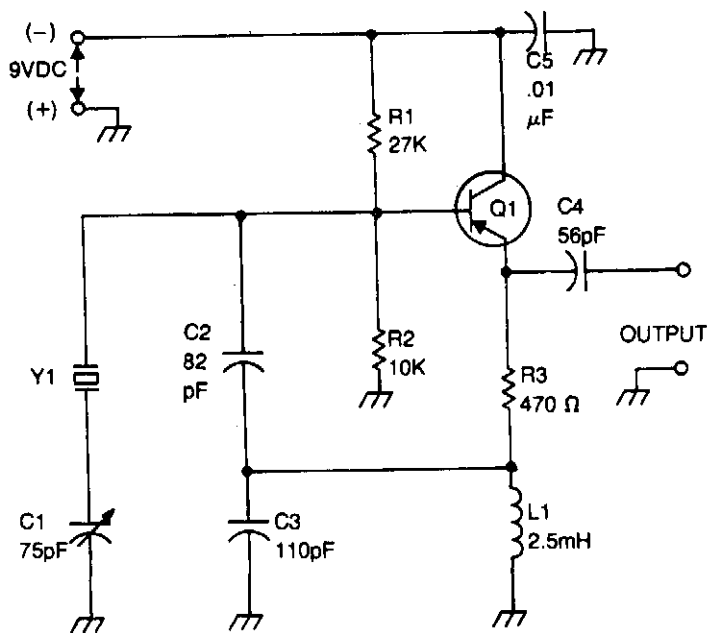 (-)
9VDC
(+)
C5
.01
µF
R1
27K
Q1
C4
56pF
C2
82
pF
R2
10K
OUTPUT
Y1
R3
470 Ω
C1
75pF
C3
110pF
L1
2.5mH